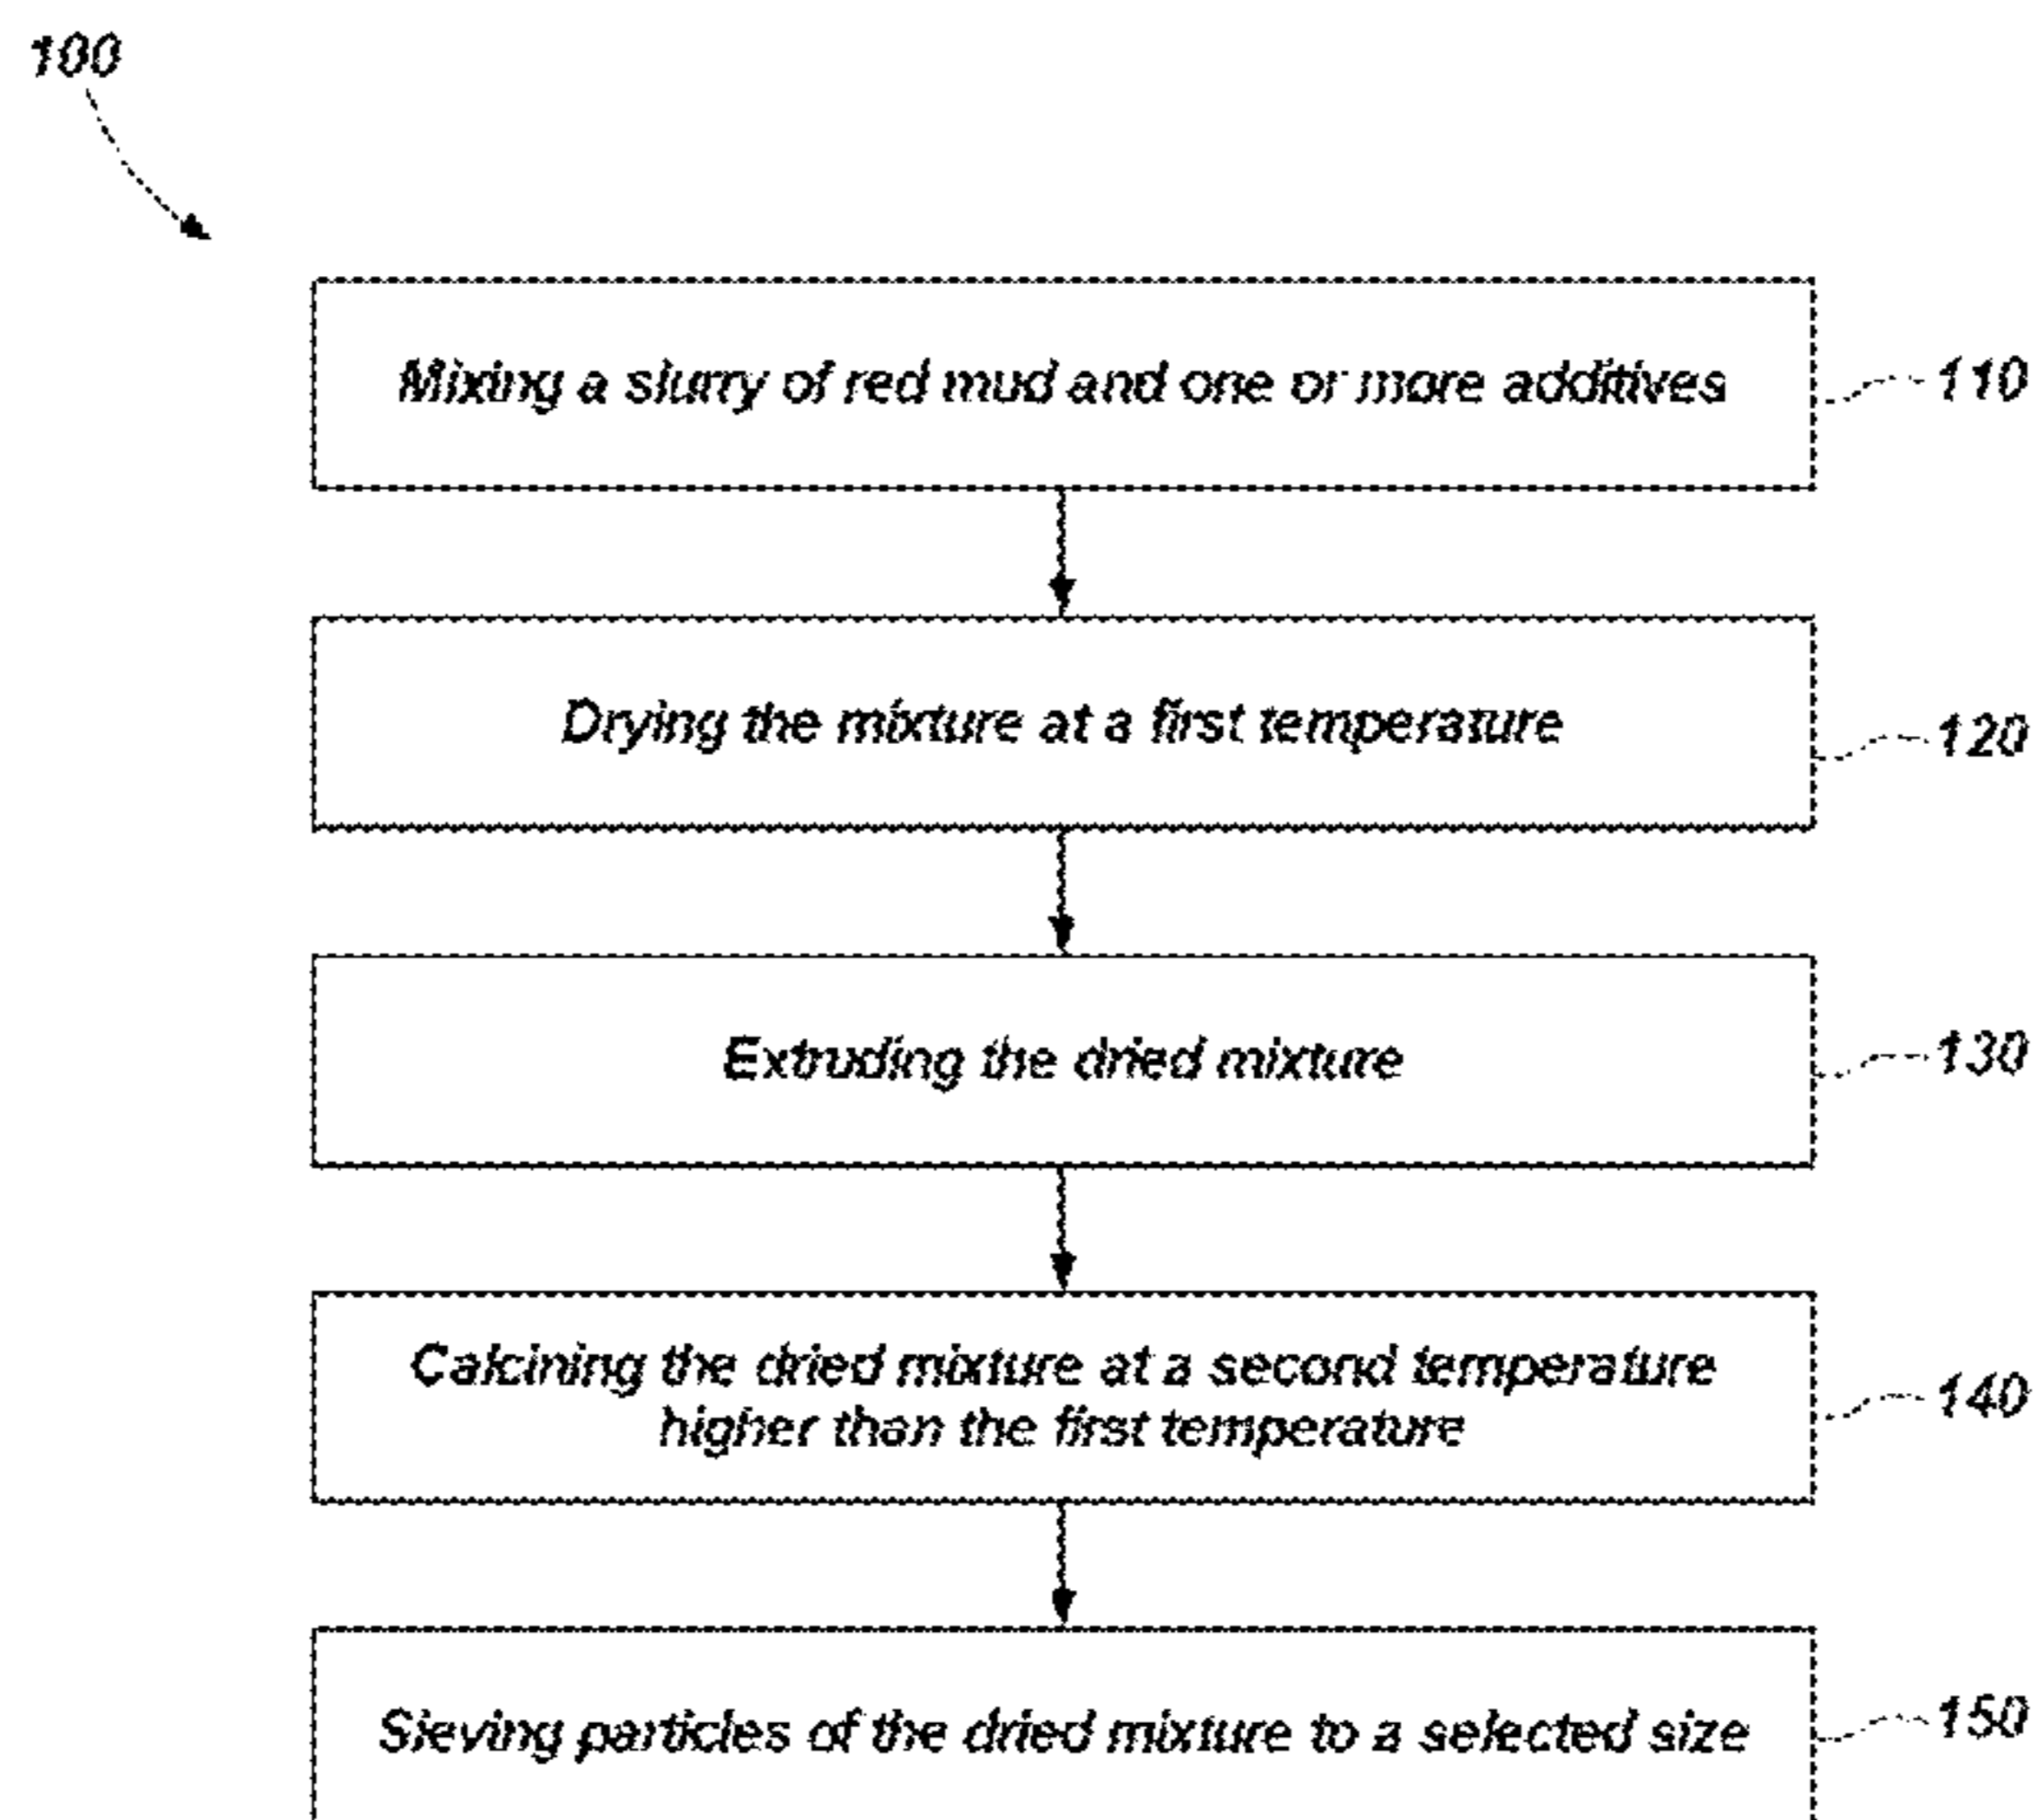 100
Mixing a slurry of red mud and one or more additives
110
Drying the mixture at a first temperature
120
Extruding the dried mixture
130
Calcining the dried mixture at a second temperature
higher than the first temperature
140
Sieving particles of the dried mixture to a selected size
150